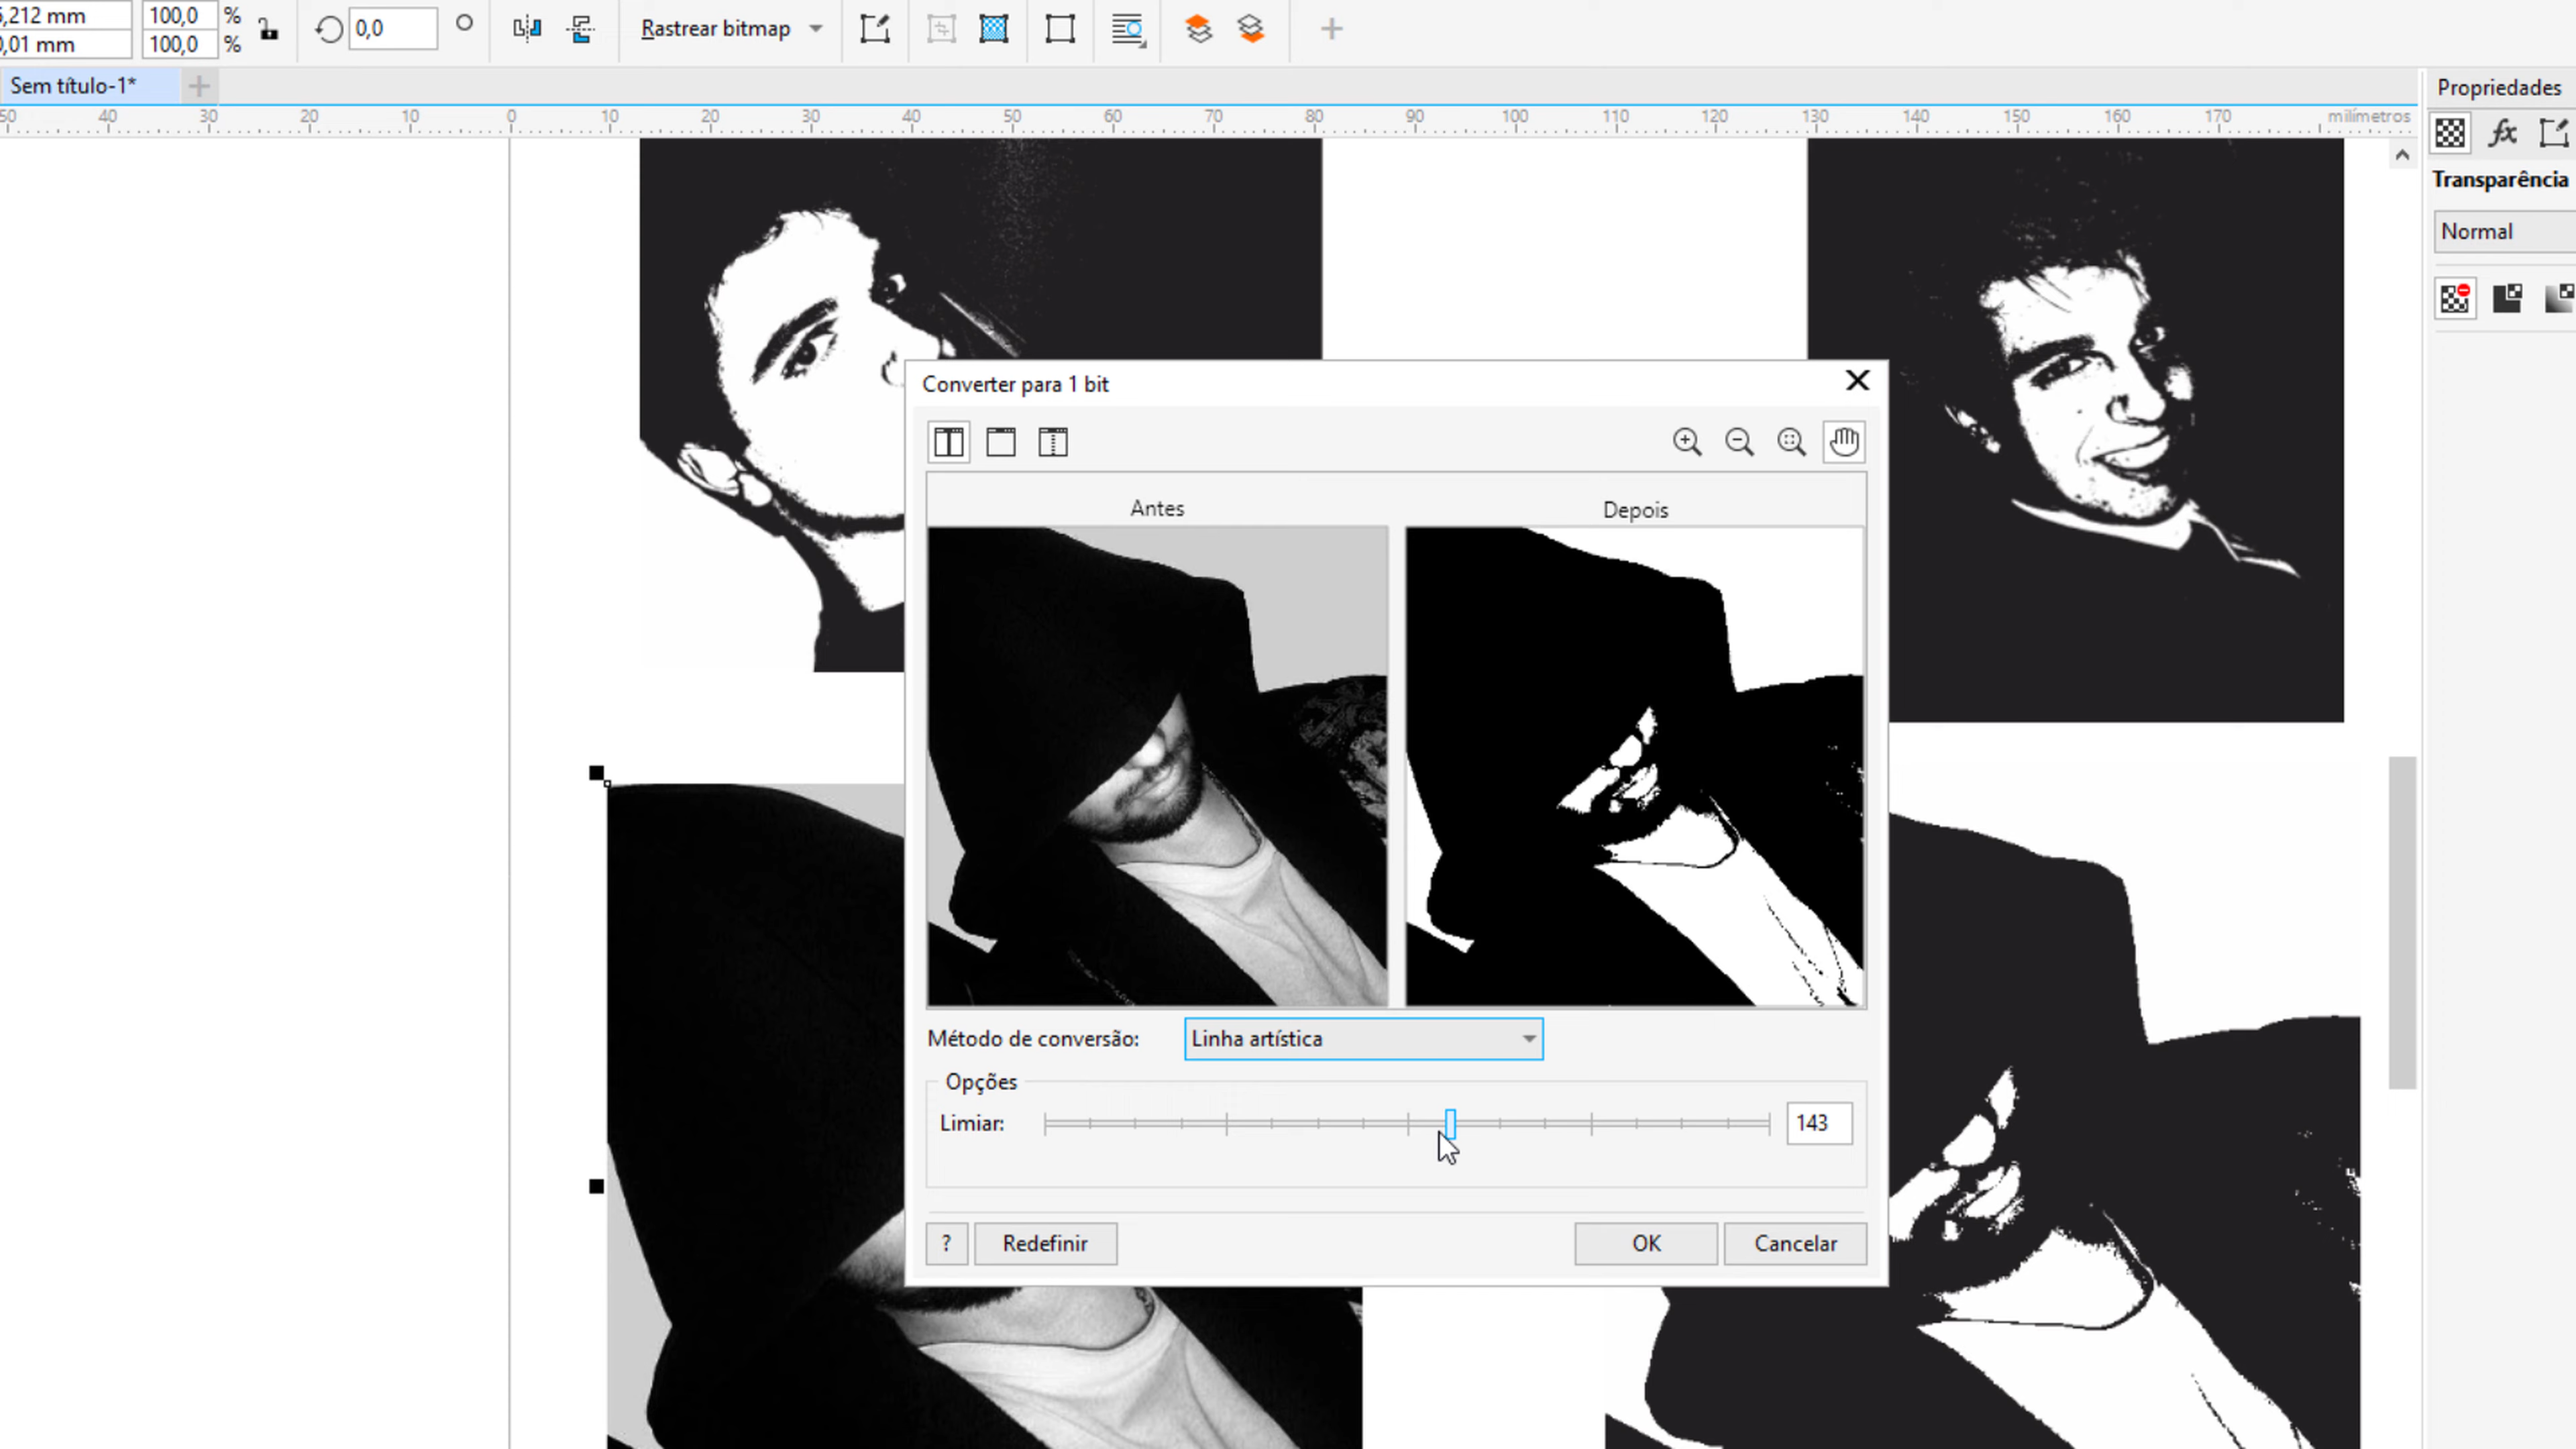 5,212 mm
100,0 %
0,01 mm
100,0 %
0,0
Rastrear bitmap
Sem título-1*
50 40 30 20 10 0 10 20 30 40 50 60 70 80 90 100 110 120 130 140 150 160 170 milímetros
Propriedades
fx
Transparência
Normal
Converter para 1 bit
Antes
Depois
Método de conversão:
Linha artística
Opções
Limiar:
143
?
Redefinir
OK
Cancelar